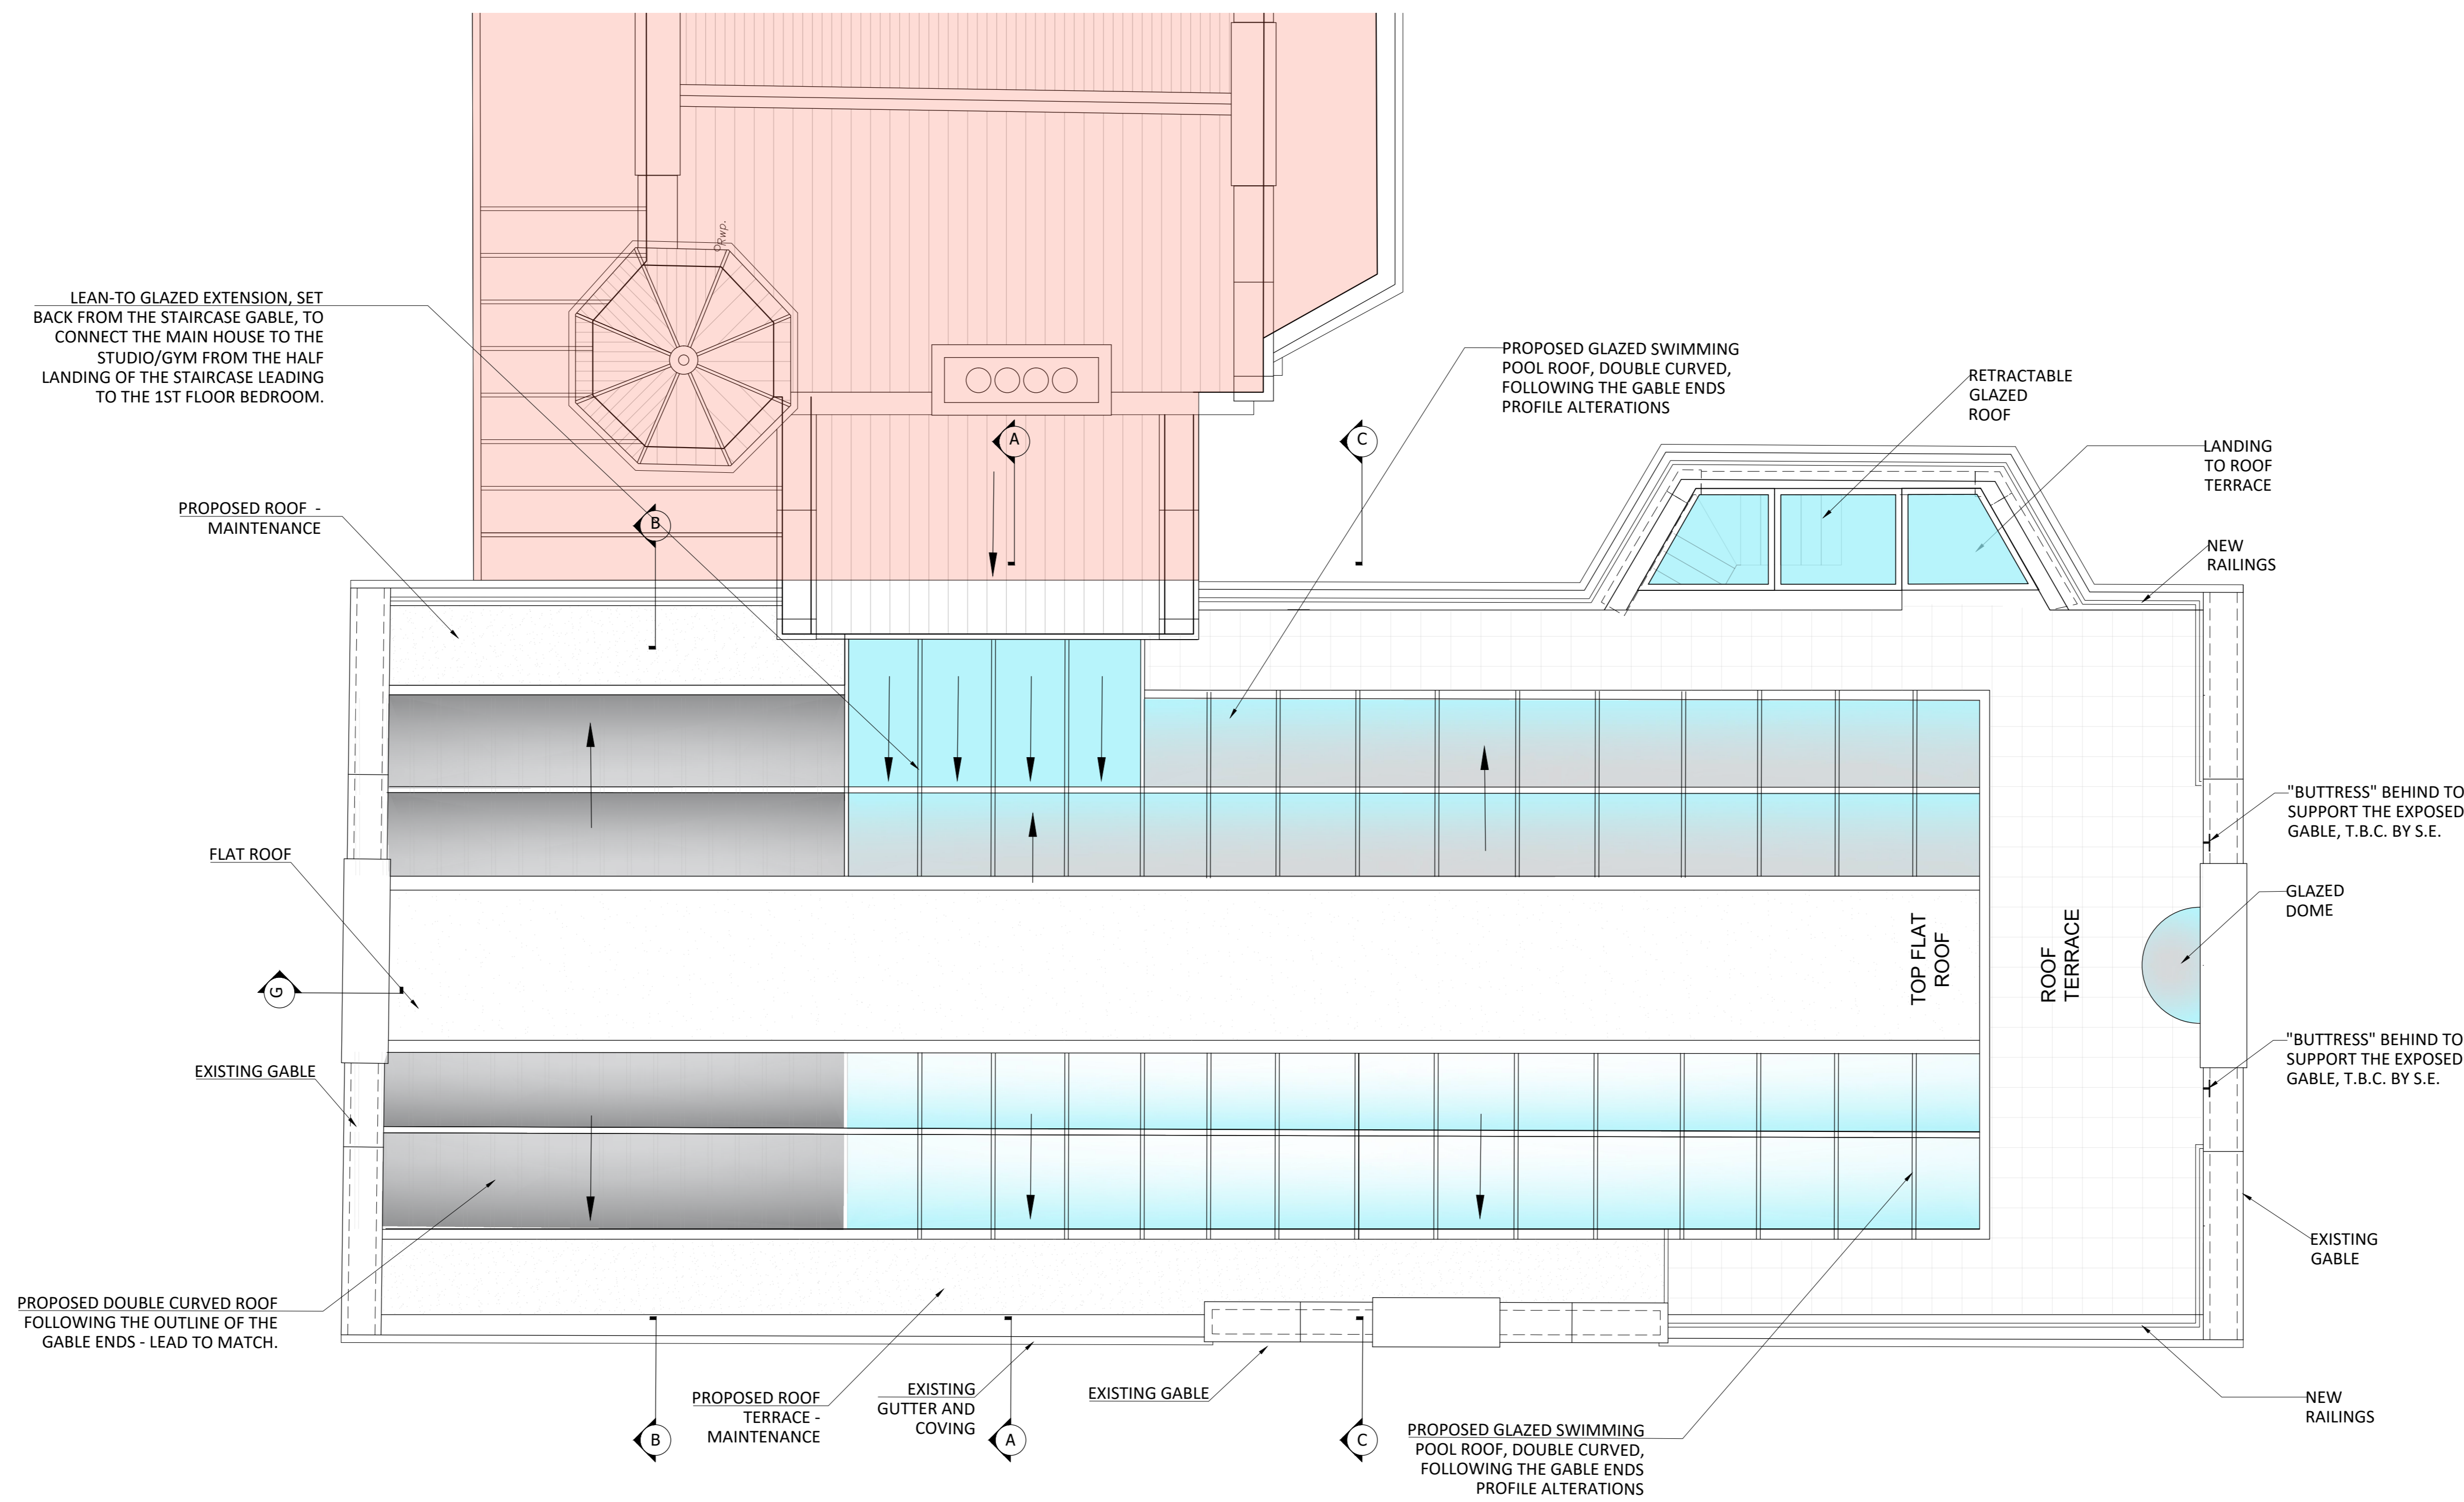 Rwp.
LEAN-TO GLAZED EXTENSION, SET
BACK FROM THE STAIRCASE GABLE, TO
CONNECT THE MAIN HOUSE TO THE
STUDIO/GYM FROM THE HALF
LANDING OF THE STAIRCASE LEADING
TO THE 1ST FLOOR BEDROOM.
PROPOSED GLAZED SWIMMING
POOL ROOF, DOUBLE CURVED,
FOLLOWING THE GABLE ENDS
PROFILE ALTERATIONS
RETRACTABLE
GLAZED
ROOF
LANDING
TO ROOF
TERRACE
A
C
B
PROPOSED ROOF -
MAINTENANCE
NEW
RAILINGS
"BUTTRESS" BEHIND TO
SUPPORT THE EXPOSED
GABLE, T.B.C. BY S.E.
FLAT ROOF
GLAZED
DOME
TOP FLAT
ROOF
ROOF
TERRACE
G
"BUTTRESS" BEHIND TO
SUPPORT THE EXPOSED
GABLE, T.B.C. BY S.E.
EXISTING GABLE
EXISTING
GABLE
PROPOSED DOUBLE CURVED ROOF
FOLLOWING THE OUTLINE OF THE
GABLE ENDS - LEAD TO MATCH.
PROPOSED ROOF
TERRACE -
MAINTENANCE
EXISTING
GUTTER AND
COVING
EXISTING GABLE
NEW
RAILINGS
B
A
C
PROPOSED GLAZED SWIMMING
POOL ROOF, DOUBLE CURVED,
FOLLOWING THE GABLE ENDS
PROFILE ALTERATIONS